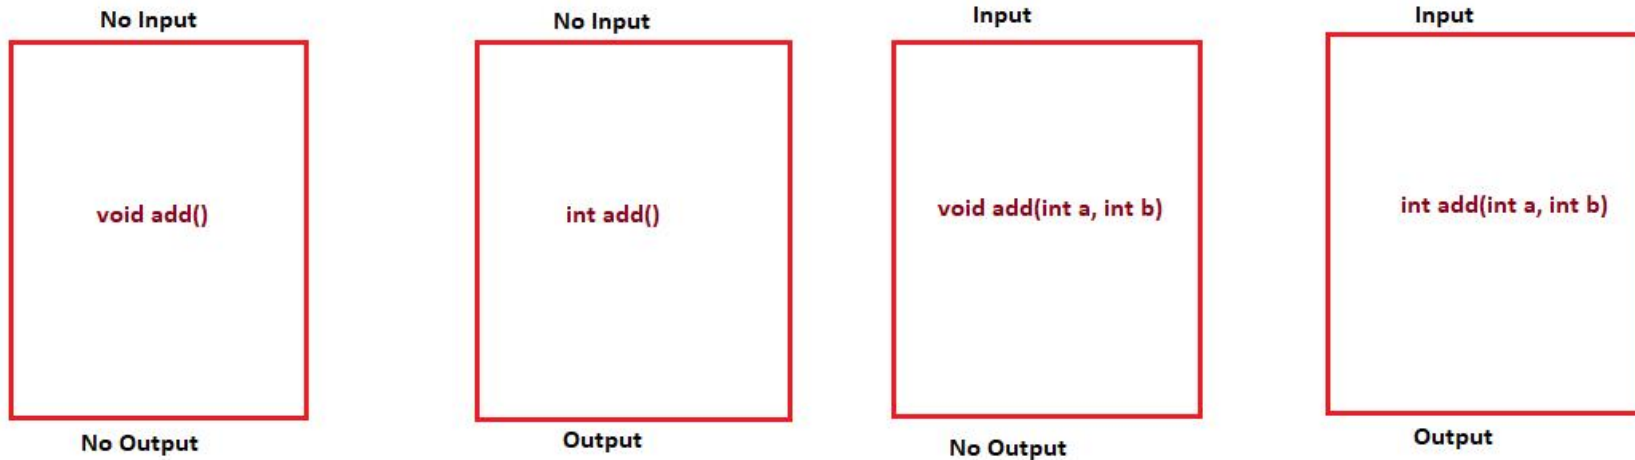 No Input
void add()
No Output
No Input
int add()
Output
Input
void add(int a, int b)
No Output
Input
int add(int a, int b)
Output